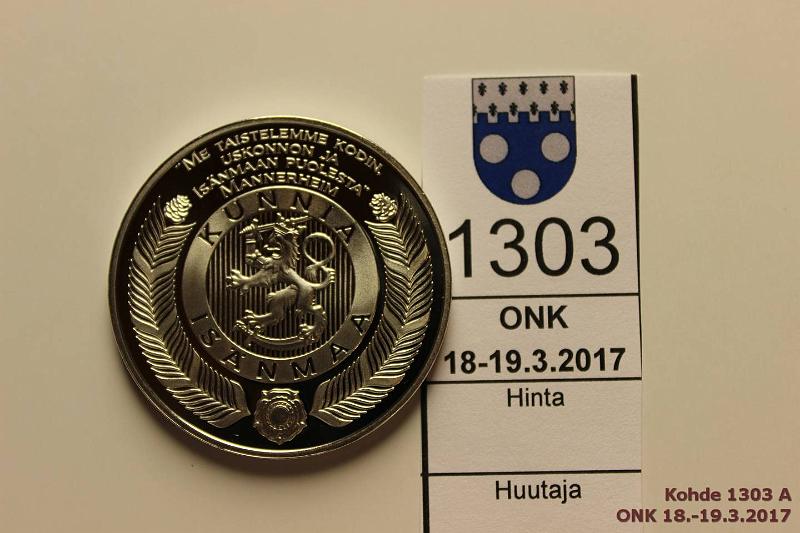 "ME TAISTELEMME KODIN,
USKONNON JA
ISÄNMAAN PUOLESTA"
MANNERHEIM
KUNNIA
ISÄNMAA
1303
ONK
18-19.3.2017
Hinta
Huutaja
Kohde 1303 A
ONK 18.-19.3.2017